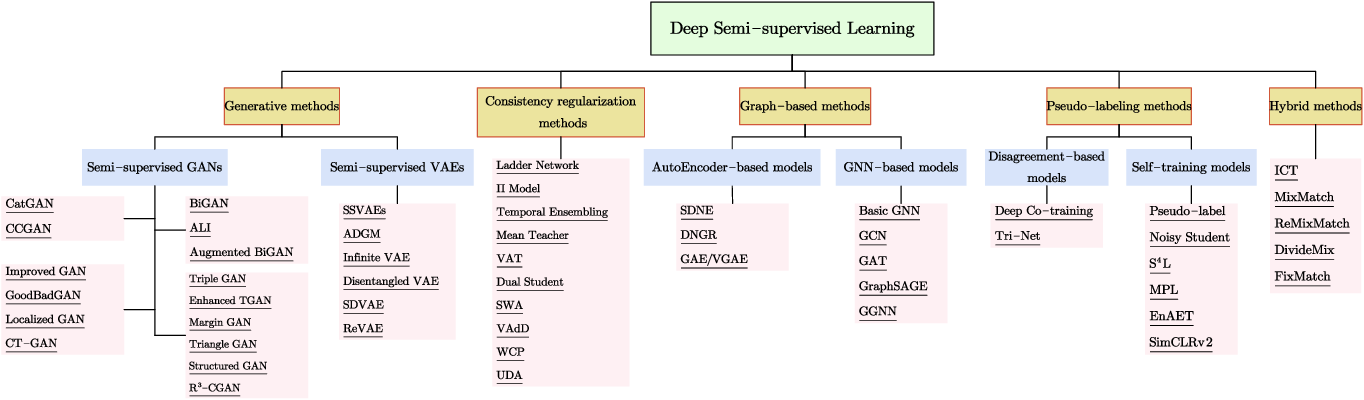 Deep Semi-supervised Learning
Generative methods
Semi-supervised GANs
CatGAN
CCGAN
Improved GAN
GoodBadGAN
Localized GAN
CT-GAN
BiGAN
ALI
Augmented BiGAN
Triple GAN
Enhanced TGAN
Margin GAN
Triangle GAN
Structured GAN
R³-CGAN
Semi-supervised VAEs
SSVAEs
ADGM
Infinite VAE
Disentangled VAE
SDVAE
ReVAE
Consistency regularization
methods
Ladder Network
Π Model
Temporal Ensembling
Mean Teacher
VAT
Dual Student
SWA
VAdD
WCP
UDA
Graph-based methods
AutoEncoder-based models
SDNE
DNGR
GAE/VGAE
GNN-based models
Basic GNN
GCN
GAT
GraphSAGE
GGNN
Pseudo-labeling methods
Disagreement-based
models
Deep Co-training
Tri-Net
Self-training models
Pseudo-label
Noisy Student
S⁴L
MPL
EnAET
SimCLRv2
Hybrid methods
ICT
MixMatch
ReMixMatch
DivideMix
FixMatch